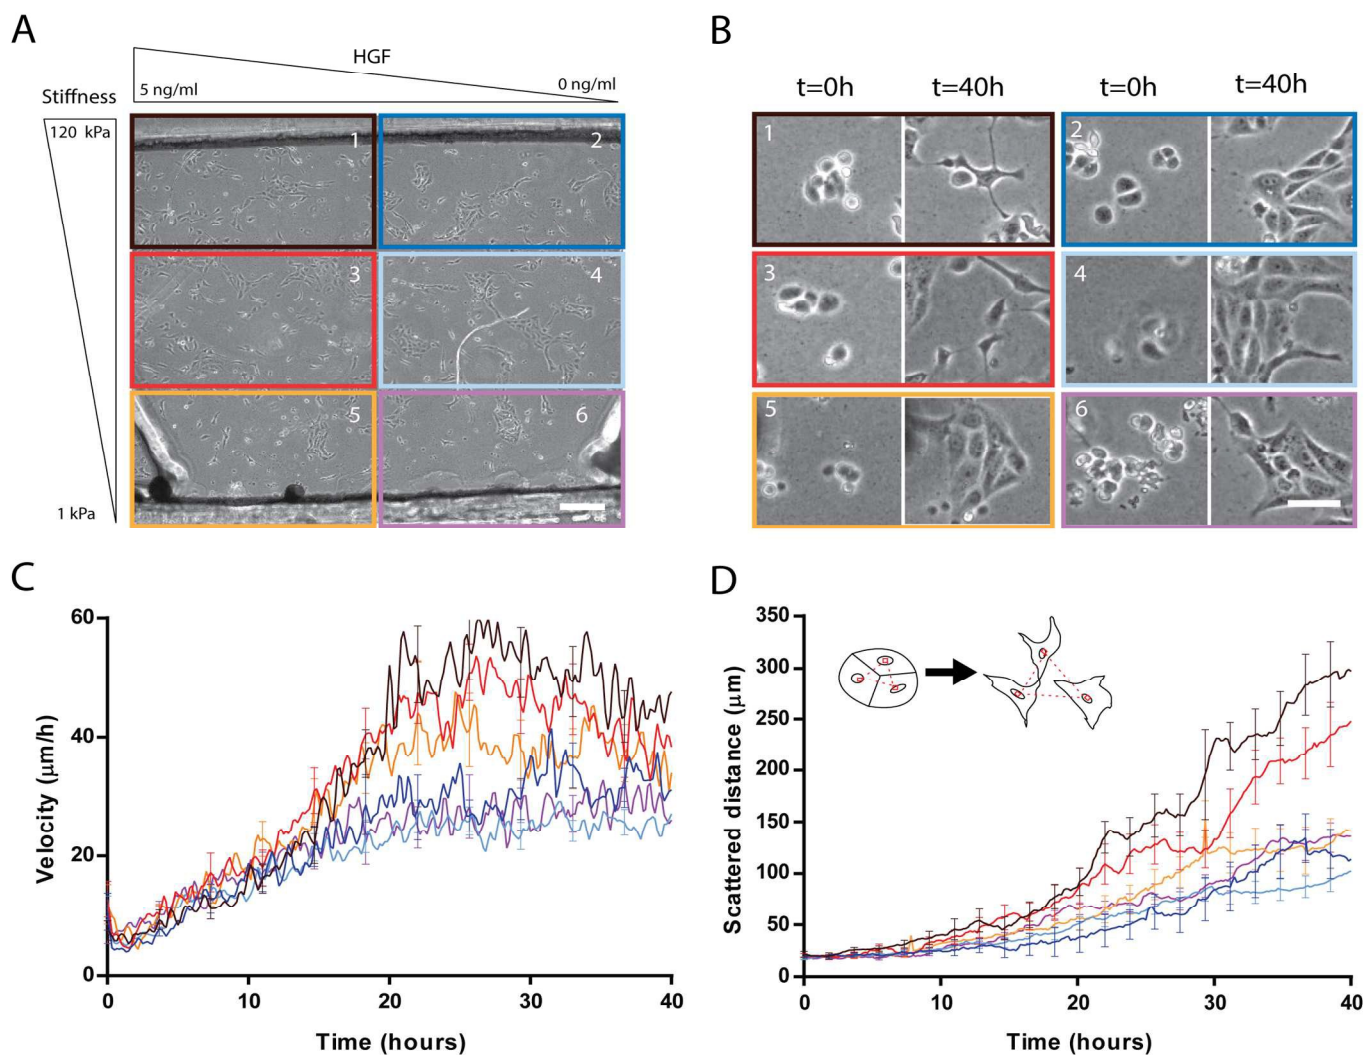 A
HGF
5 ng/ml
0 ng/ml
Stiffness
120 kPa
1 kPa
1
2
3
4
5
6
B
t=0h
t=40h
t=0h
t=40h
1
2
3
4
5
6
C
60
40
20
0
Velocity (µm/h)
0
10
20
30
40
Time (hours)
D
350
300
250
200
150
100
50
0
Scattered distance (µm)
0
10
20
30
40
Time (hours)